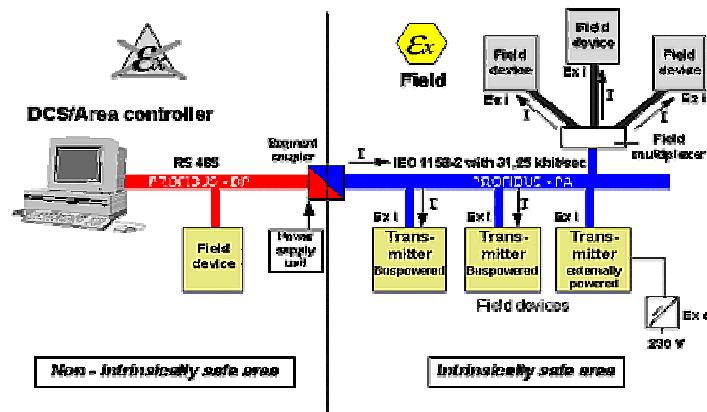 Ex
Ex
Field
DCS/Area controller
Field
device
Field
device
Field
device
Ex i
Ex i
Ex i
I
I
I
Field
multiplexer
RS 485
Segment
coupler
I
IEC 1158-2 with 31,25 kbit/sec
PROFIBUS - DP
PROFIBUS - PA
Field
device
Power
supply
unit
Ex i
I
Ex i
I
Ex i
Trans-
mitter
Buspowered
Trans-
mitter
Buspowered
Trans-
mitter
externally
powered
Field devices
Ex e
230 V
Non - intrinsically safe area
Intrinsically safe area